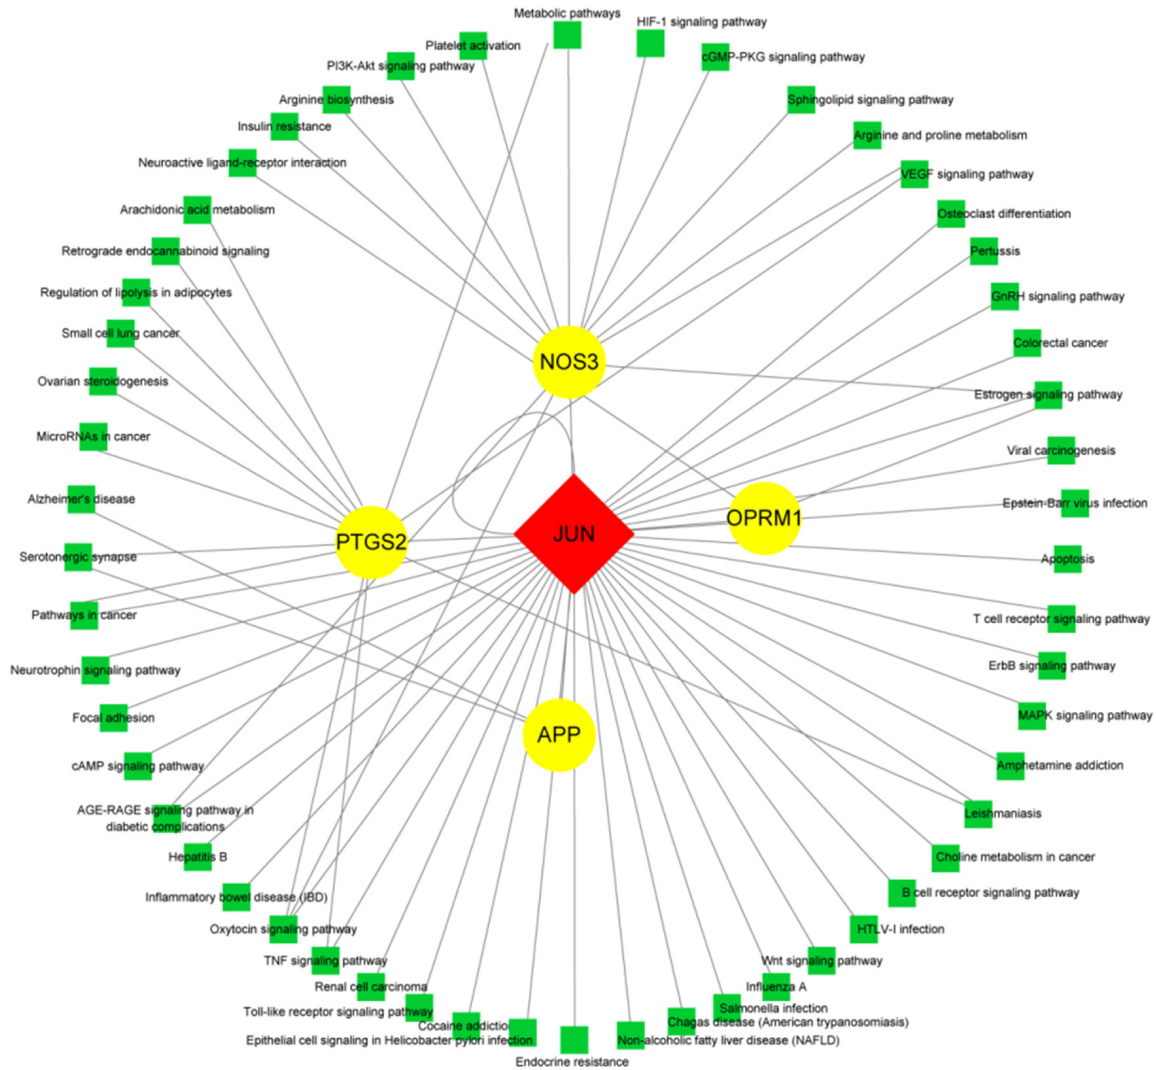 Metabolic pathways
HIF-1 signaling pathway
Platelet activation
cGMP-PKG signaling pathway
PI3K-Akt signaling pathway
Arginine biosynthesis
Sphingolipid signaling pathway
Insulin resistance
Arginine and proline metabolism
Neuroactive ligand-receptor interaction
VEGF signaling pathway
Arachidonic acid metabolism
Osteoclast differentiation
Retrograde endocannabinoid signaling
Pertussis
Regulation of lipolysis in adipocytes
GnRH signaling pathway
Small cell lung cancer
Colorectal cancer
NOS3
Ovarian steroidogenesis
Estrogen signaling pathway
MicroRNAs in cancer
Viral carcinogenesis
Alzheimer's disease
Epstein-Barr virus infection
OPRM1
JUN
PTGS2
Serotonergic synapse
Apoptosis
Pathways in cancer
T cell receptor signaling pathway
Neurotrophin signaling pathway
ErbB signaling pathway
Focal adhesion
MAPK signaling pathway
APP
cAMP signaling pathway
Amphetamine addiction
AGE-RAGE signaling pathway in
diabetic complications
Leishmaniasis
Hepatitis B
Choline metabolism in cancer
Inflammatory bowel disease (IBD)
B cell receptor signaling pathway
Oxytocin signaling pathway
HTLV-I infection
TNF signaling pathway
Wnt signaling pathway
Renal cell carcinoma
Influenza A
Toll-like receptor signaling pathway
Salmonella infection
Cocaine addictio
Chagas disease (American trypanosomiasis)
Epithelial cell signaling in Helicobacter pylori infection
Non-alcoholic fatty liver disease (NAFLD)
Endocrine resistance